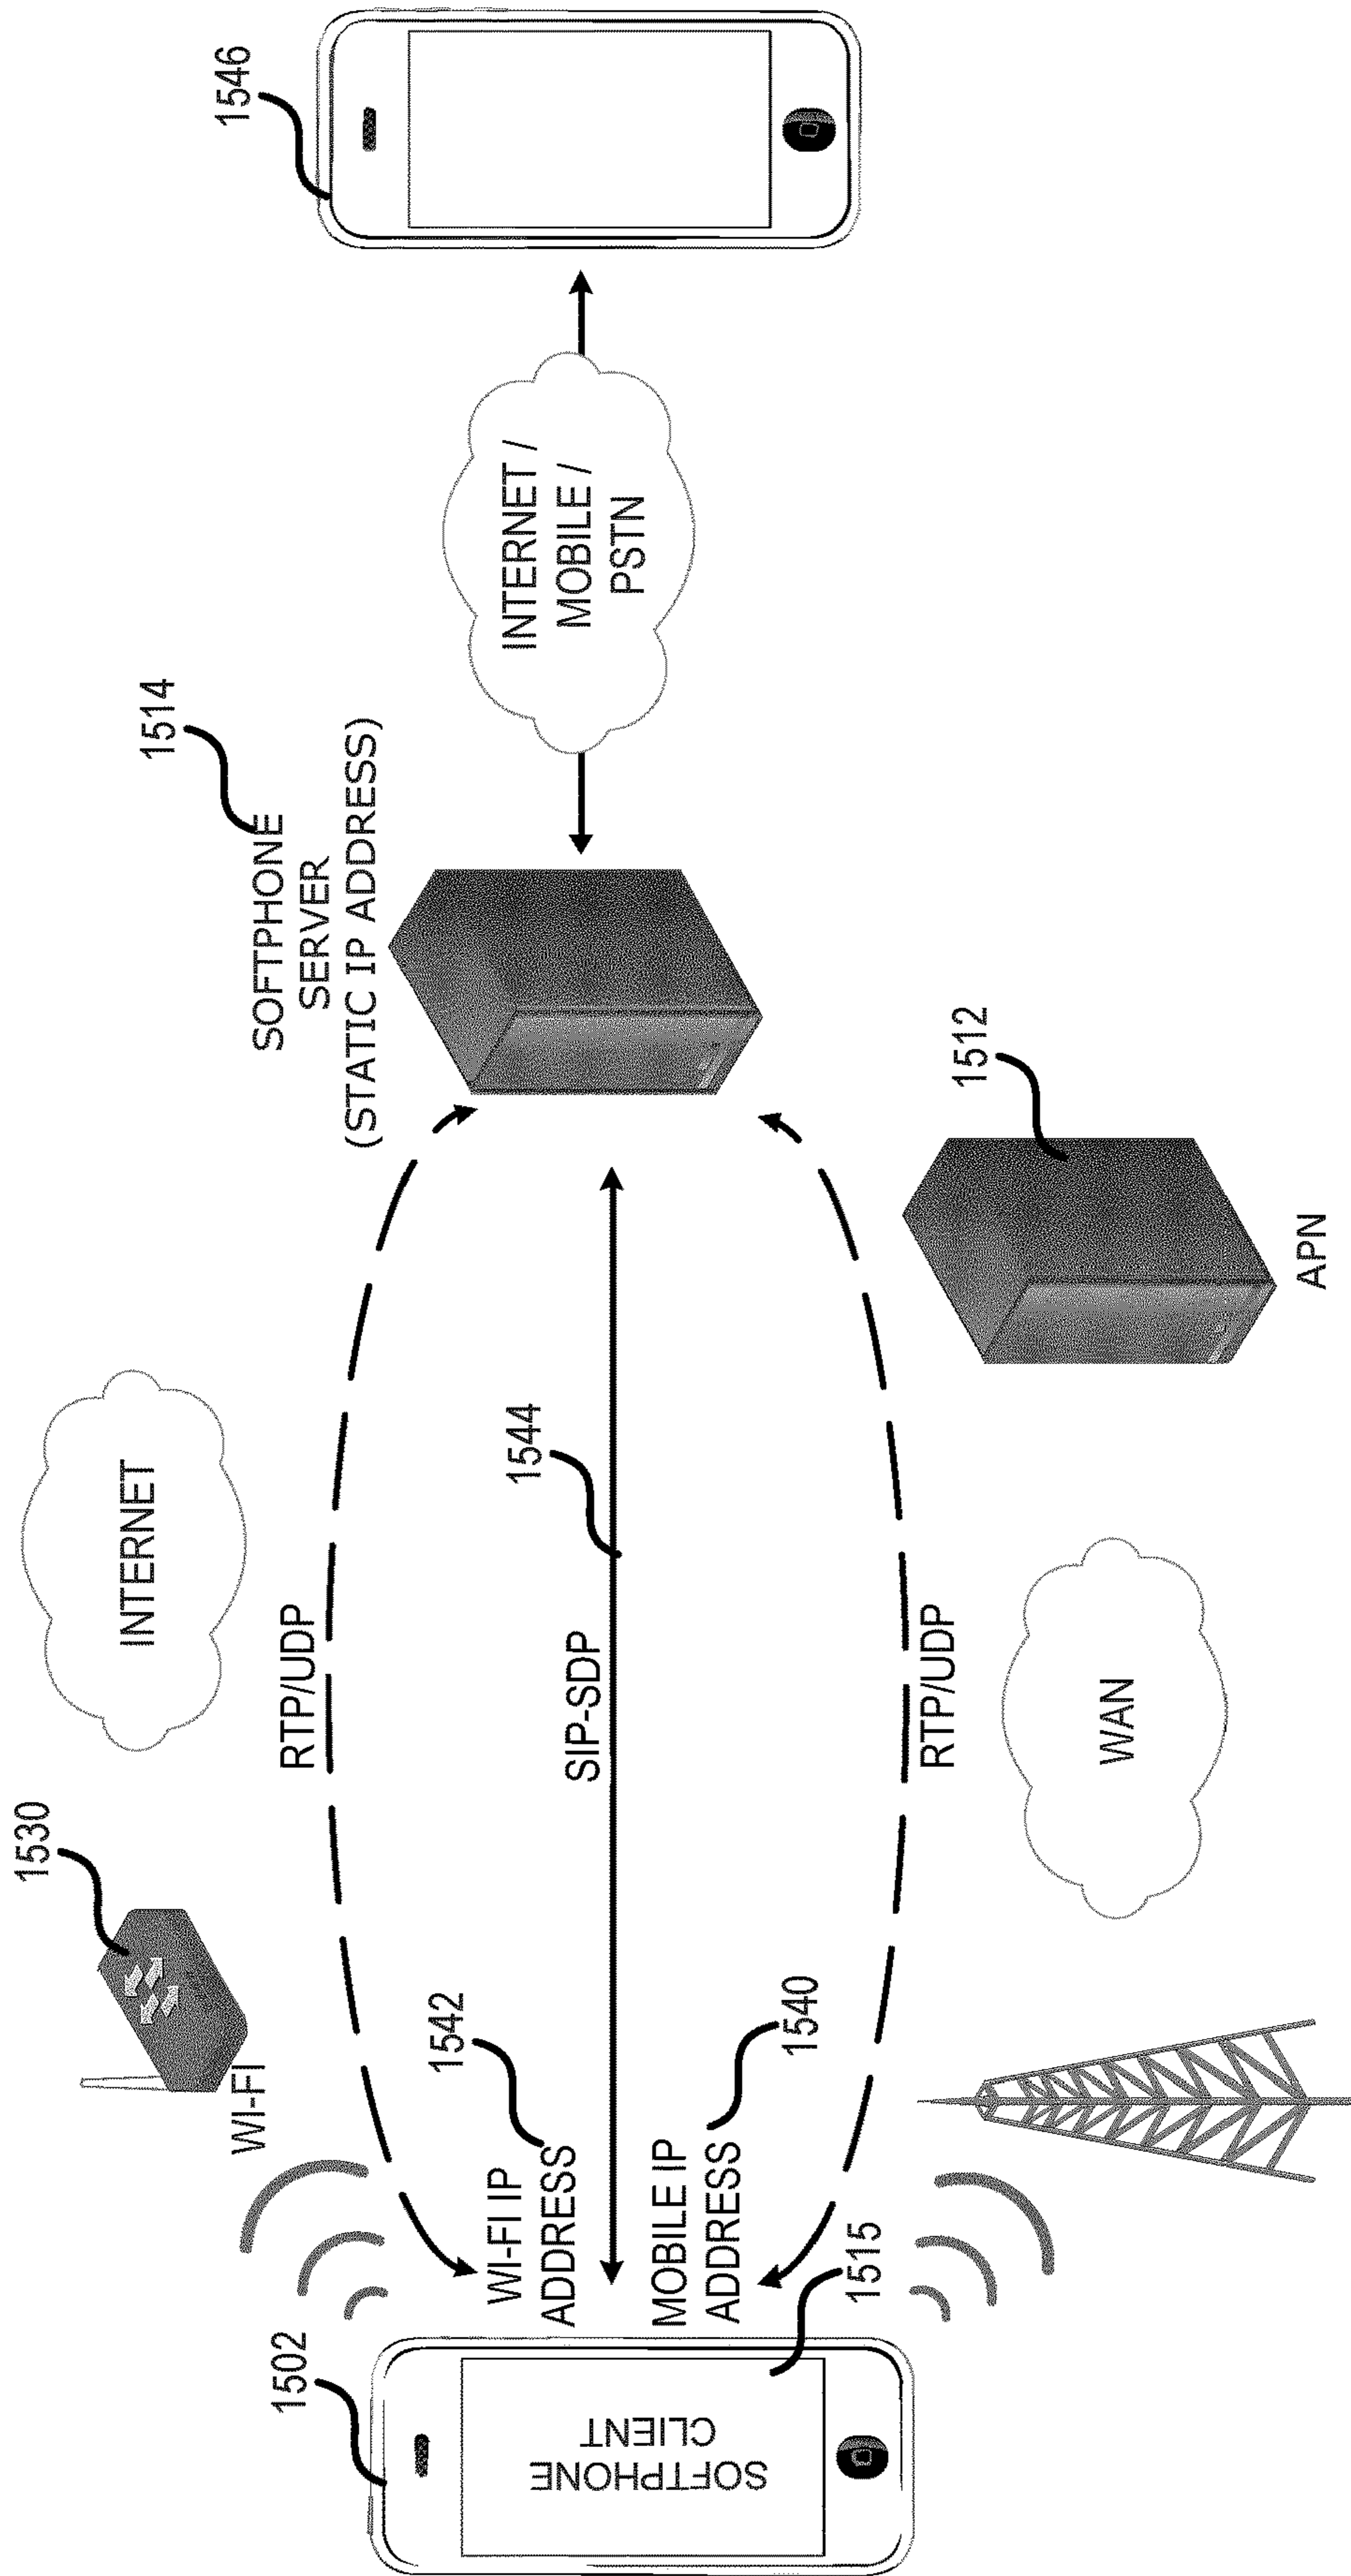 1502
SOFTPHONE
CLIENT
1515
WI-FI
1530
WI-FI IP
ADDRESS
1542
MOBILE IP
ADDRESS
1540
INTERNET
RTP/UDP
SIP-SDP
1544
RTP/UDP
WAN
1514
SOFTPHONE
SERVER
(STATIC IP ADDRESS)
1512
APN
INTERNET /
MOBILE /
PSTN
1546